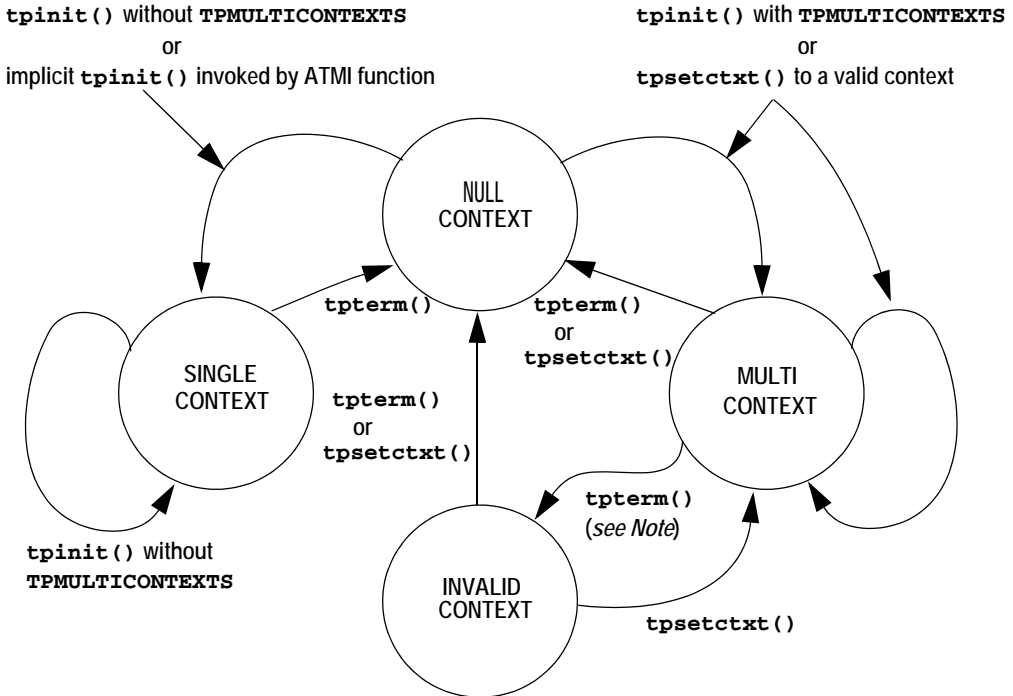 tpinit() without TPMULTICONTEXTS
or
implicit tpinit() invoked by ATMI function
tpinit() with TPMULTICONTEXTS
or
tpsetctxt() to a valid context
NULL
CONTEXT
tpterm()
tpterm()
or
tpsetctxt()
SINGLE
CONTEXT
tpterm()
or
tpsetctxt()
MULTI
CONTEXT
tpterm()
(see Note)
tpinit() without
TPMULTICONTEXTS
INVALID
CONTEXT
tpsetctxt()